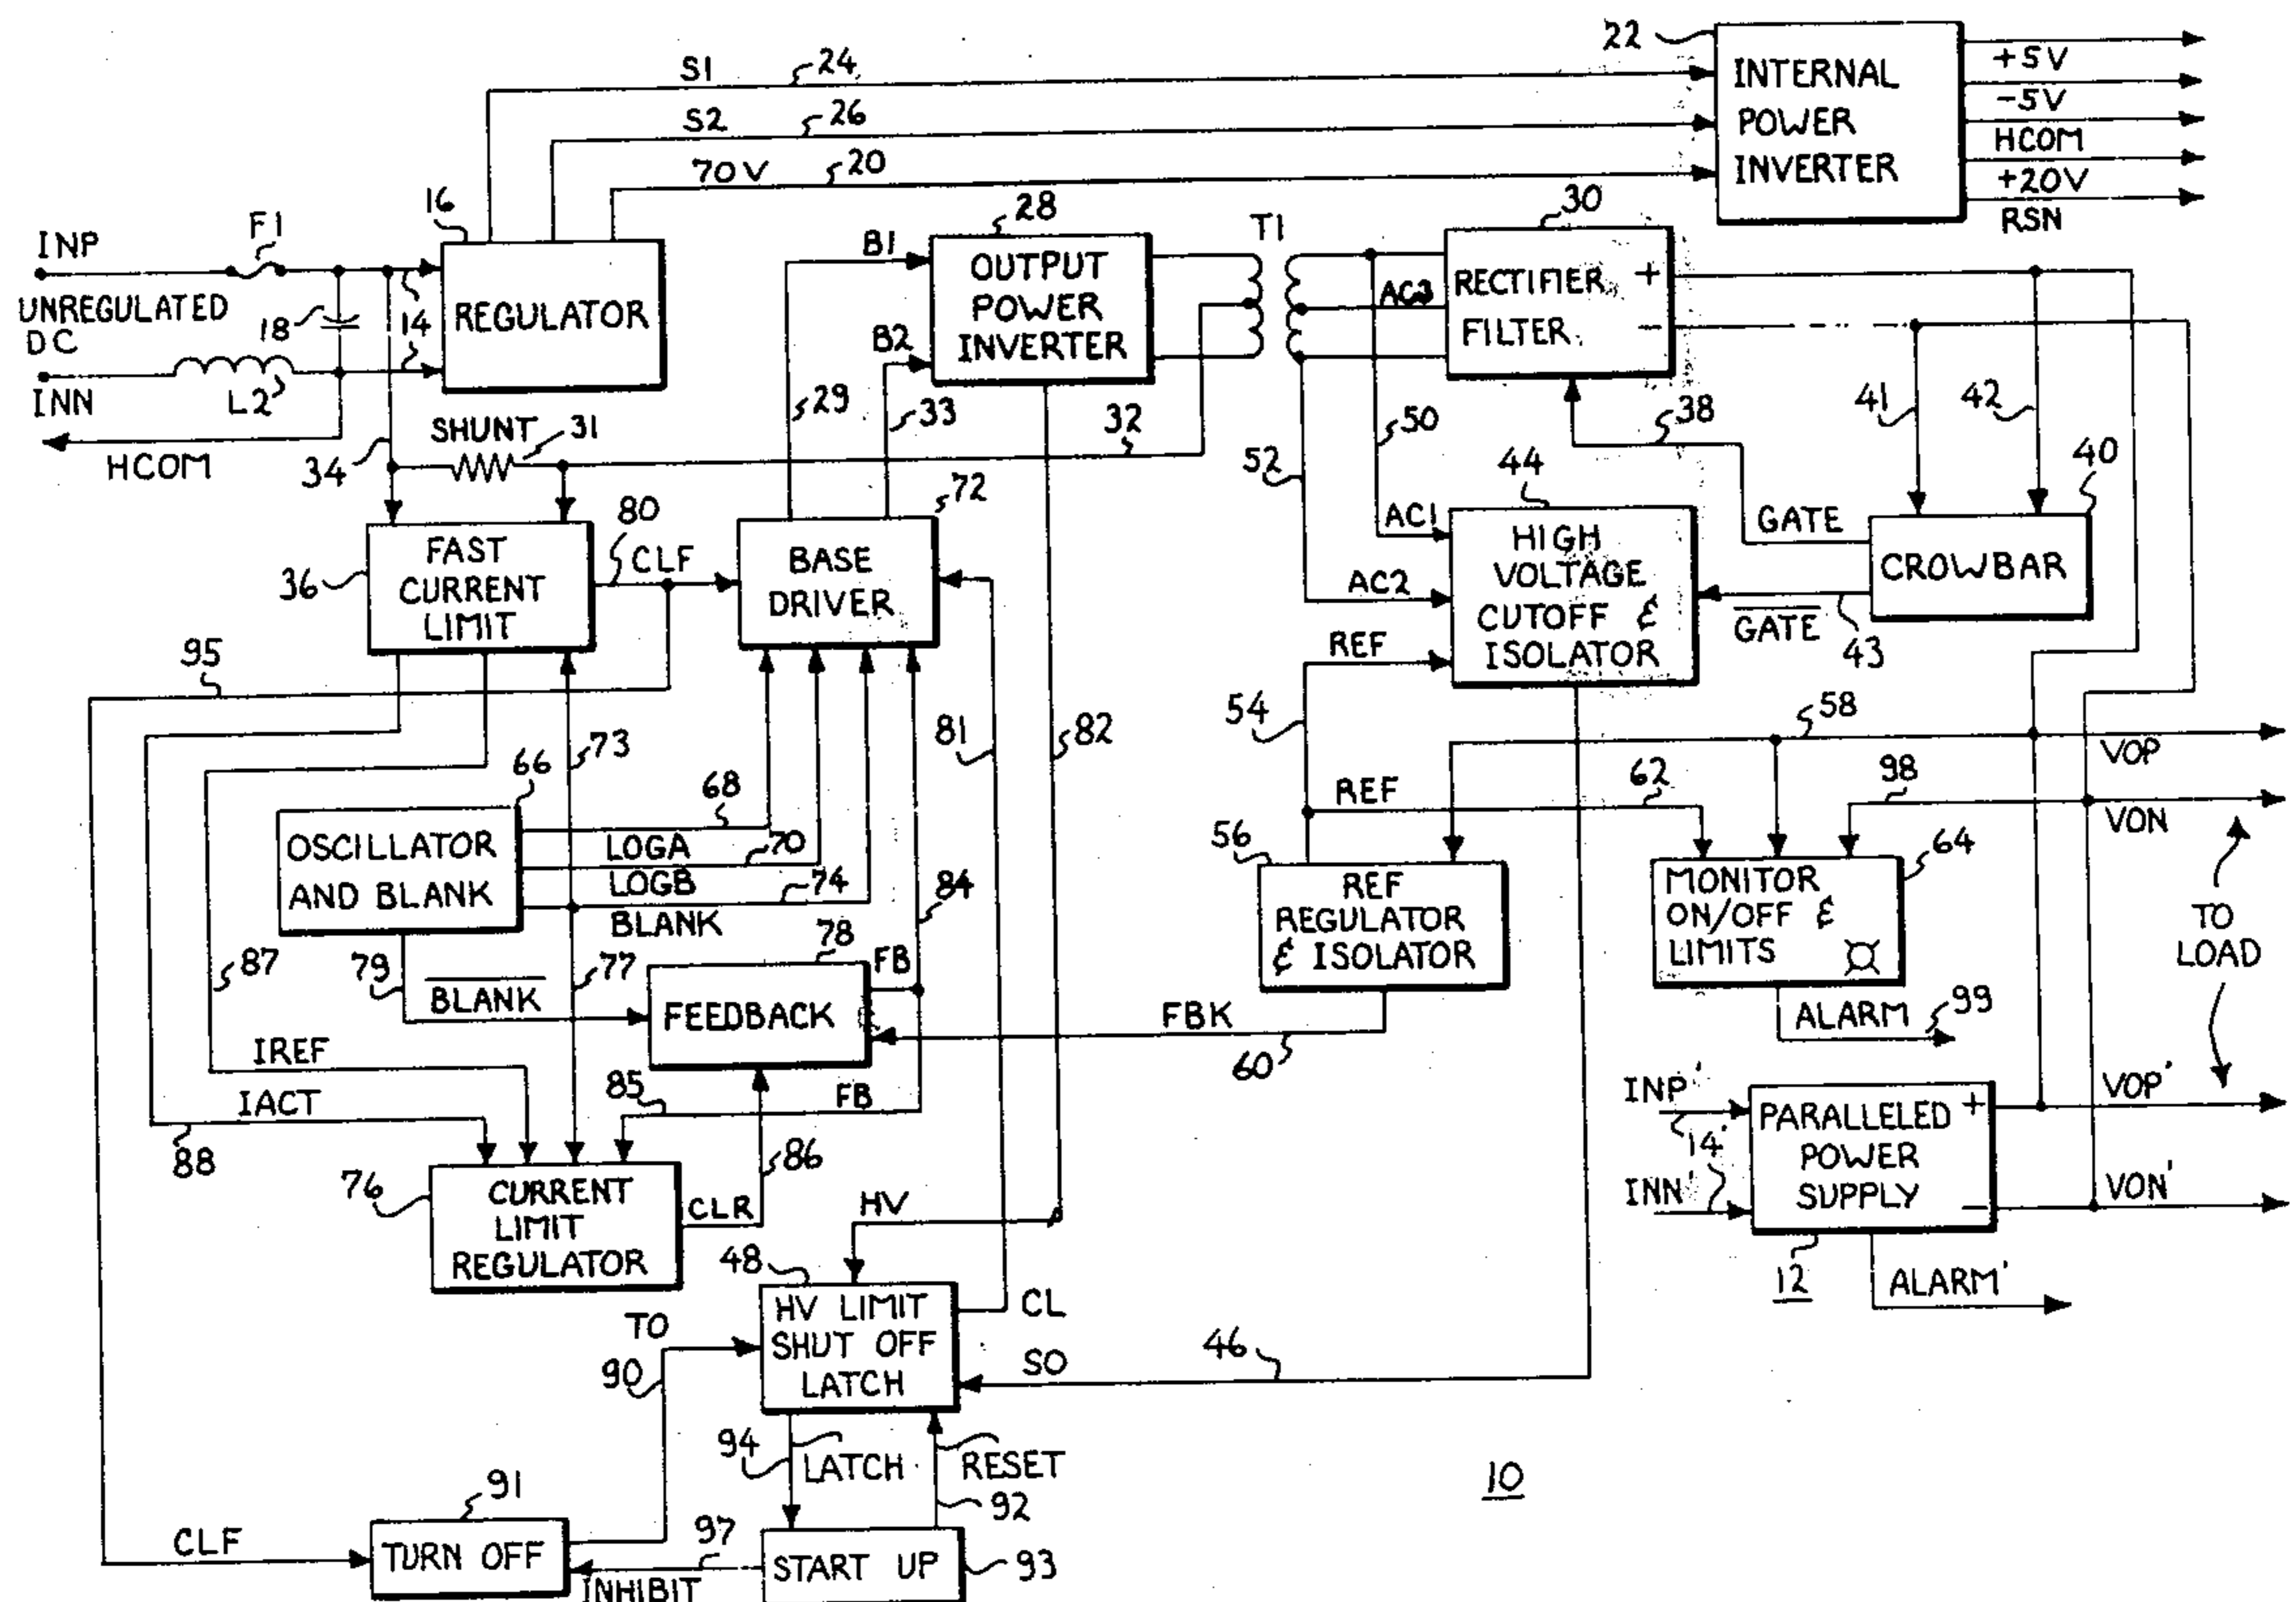 22
INTERNAL
POWER
INVERTER
+5V
-5V
HCOM
+20V
RSN
S1
24
S2
26
70V
20
INP
F1
16
REGULATOR
UNREGULATED
DC
18
14
14
INN
L2
HCOM
B1
28
OUTPUT
POWER
INVERTER
B2
T1
30
RECTIFIER
FILTER
+
−
AC3
29
33
32
SHUNT
31
34
50
52
38
41
42
40
CROWBAR
GATE
GATE
43
44
HIGH
VOLTAGE
CUTOFF &
ISOLATOR
AC1
AC2
REF
36
FAST
CURRENT
LIMIT
80
CLF
72
BASE
DRIVER
95
73
81
82
54
58
VOP
66
OSCILLATOR
AND BLANK
68
LOGA
70
LOGB
74
BLANK
REF
62
98
VON
56
REF
REGULATOR
& ISOLATOR
64
MONITOR
ON/OFF &
LIMITS
TO
LOAD
87
79
BLANK
77
78
FEEDBACK
FB
84
FBK
60
ALARM
99
IREF
IACT
88
85
FB
INP'
14'
INN'
PARALLELED
POWER
SUPPLY
+
−
VOP'
VON'
12
ALARM'
76
CURRENT
LIMIT
REGULATOR
CLR
86
HV
48
HV LIMIT
SHUT OFF
LATCH
CL
SO
46
TO
90
94
LATCH
RESET
92
10
91
TURN OFF
CLF
97
INHIBIT
START UP
93